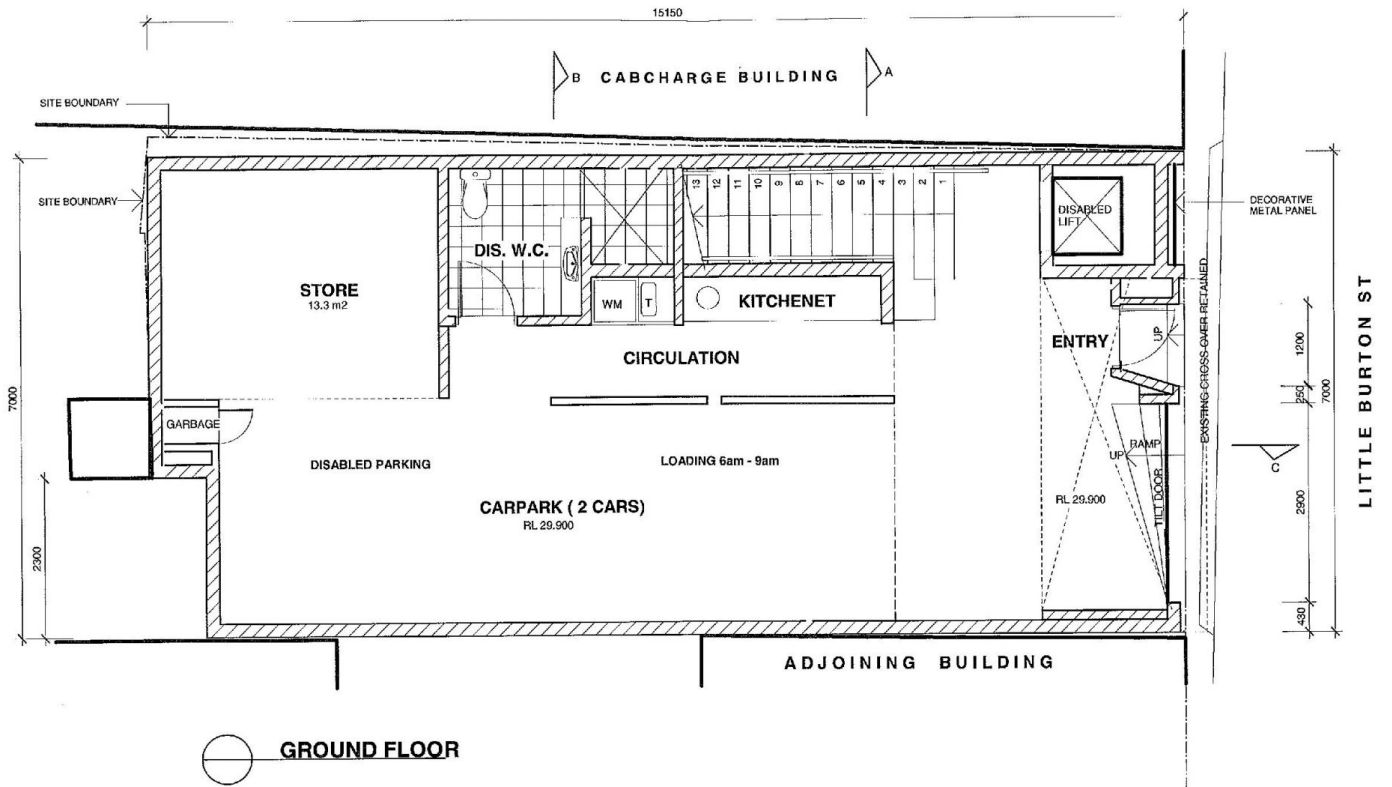 15150
B CABCHARGE BUILDING A
SITE BOUNDARY
SITE BOUNDARY
DECORATIVE
METAL PANEL
13 12 11 10 9 8 7 6 5 4 3 2 1
DISABLED
LIFT
DIS. W.C.
STORE
13.3 m2
WM
T
KITCHENET
CIRCULATION
ENTRY
UP
EXISTING CROSS OVER RETAINED
LITTLE BURTON ST
7000
1200
250
7000
2900
430
GARBAGE
DISABLED PARKING
LOADING 6am - 9am
RAMP
UP
TILT DOOR
C
CARPARK ( 2 CARS)
RL 29.900
RL 29.900
2300
ADJOINING BUILDING
GROUND FLOOR